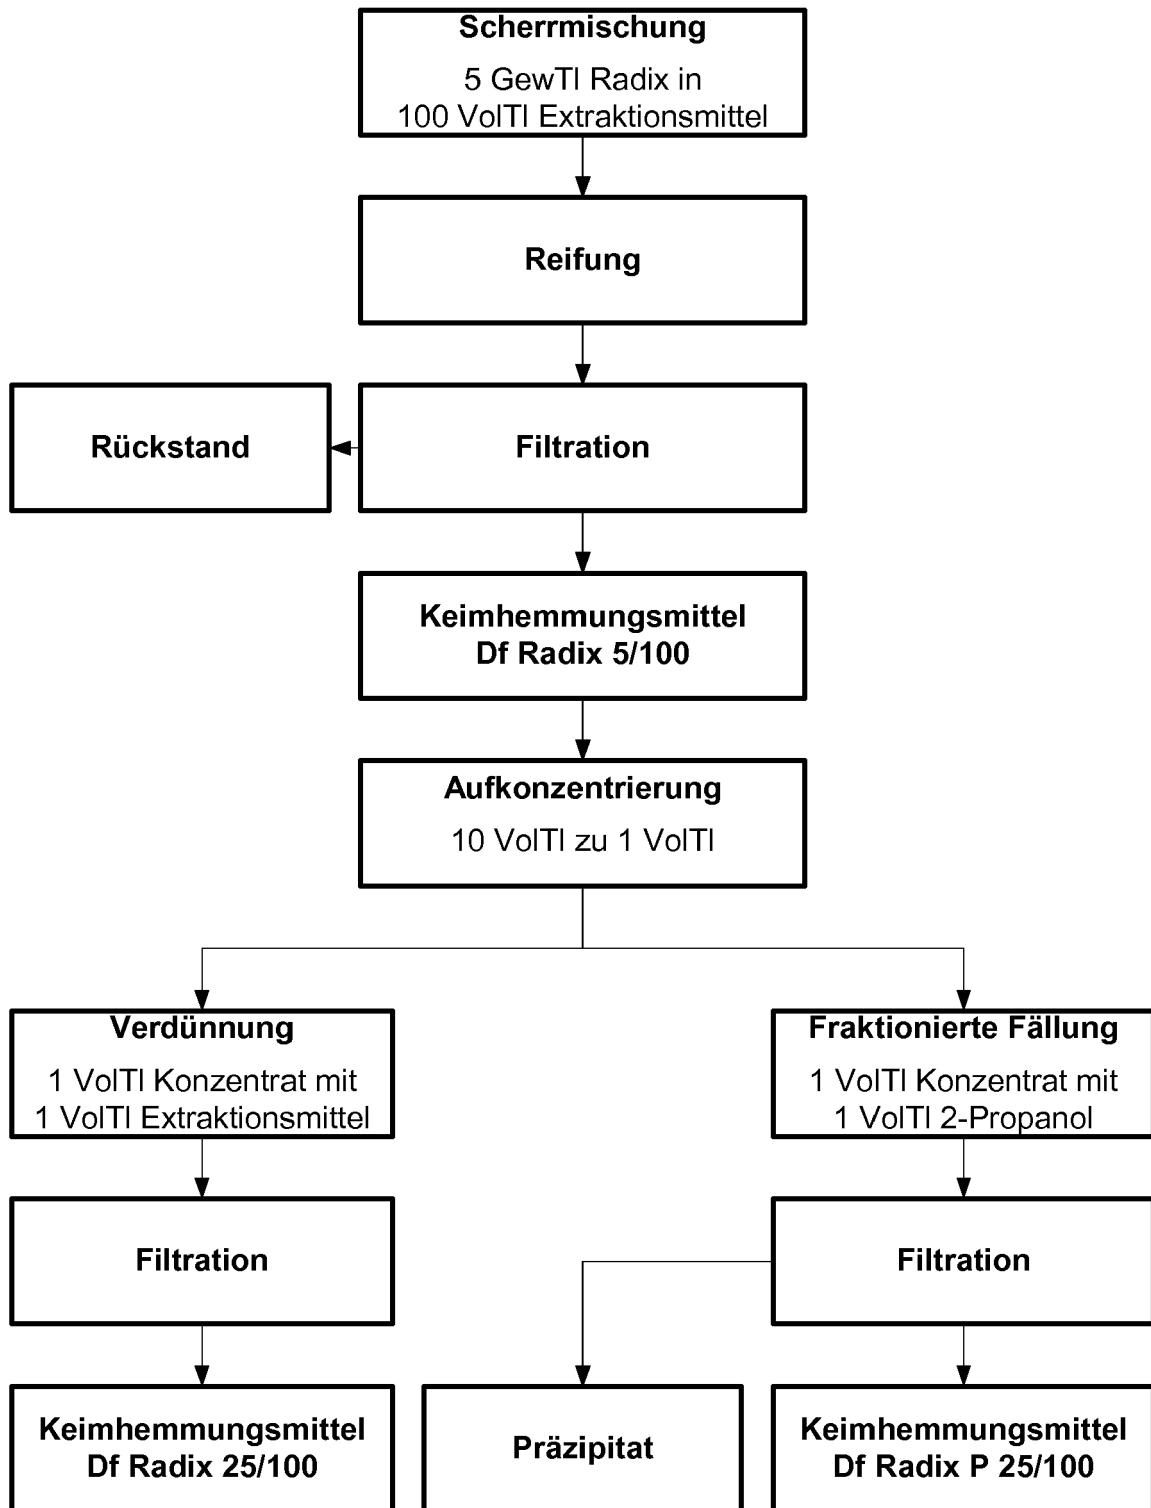 Scherrmischung
5 GewTl Radix in
100 VolTl Extraktionsmittel
Reifung
Rückstand
Filtration
Keimhemmungsmittel
Df Radix 5/100
Aufkonzentrierung
10 VolTl zu 1 VolTl
Verdünnung
1 VolTl Konzentrat mit
1 VolTl Extraktionsmittel
Fraktionierte Fällung
1 VolTl Konzentrat mit
1 VolTl 2-Propanol
Filtration
Filtration
Keimhemmungsmittel
Df Radix 25/100
Präzipitat
Keimhemmungsmittel
Df Radix P 25/100